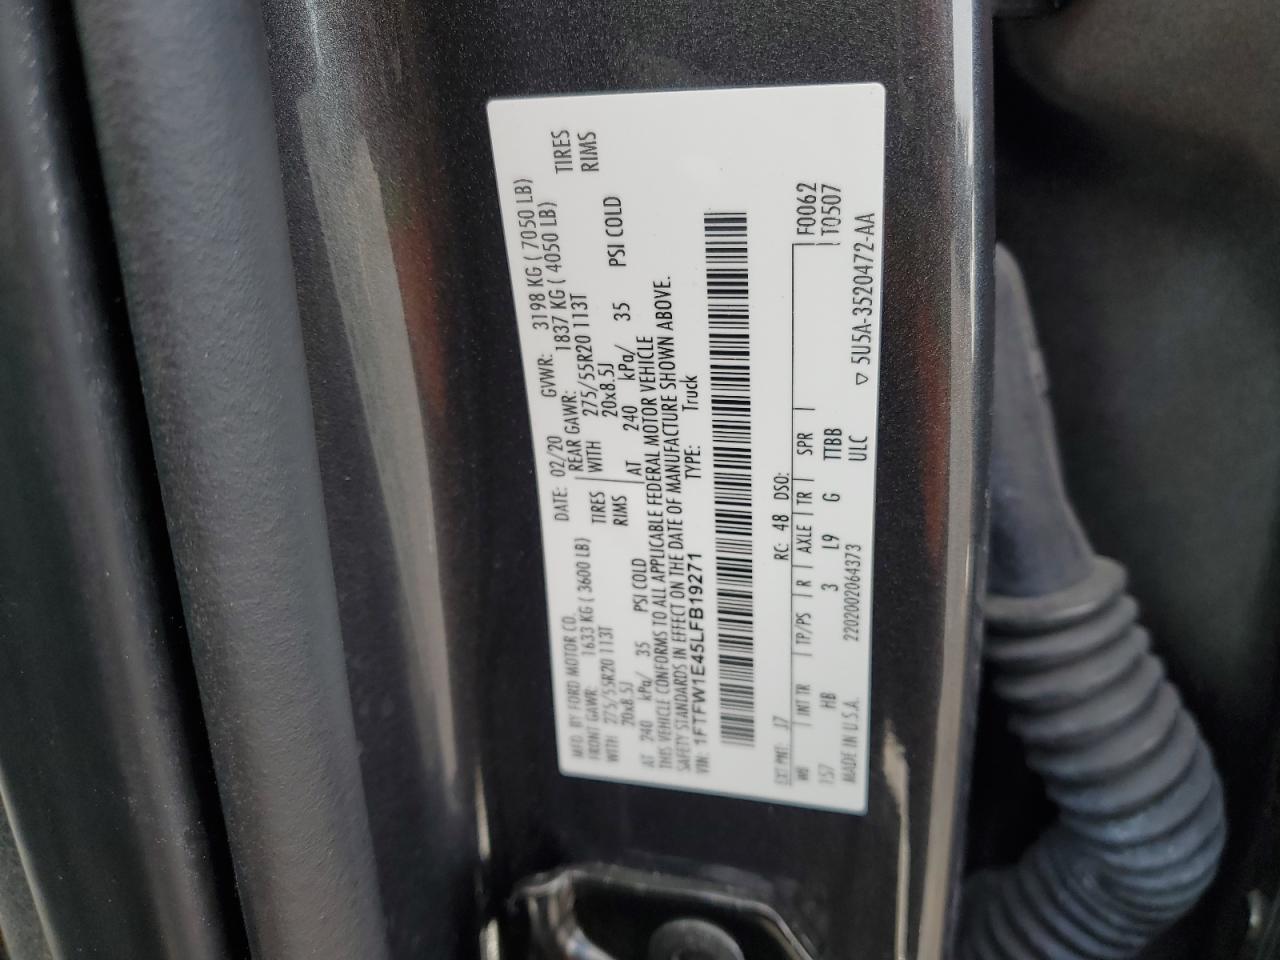 MFD. BY FORD MOTOR CO.
DATE: 02/20 GVWR: 3198 KG ( 7050 LB)
FRONT GAWR: 1633 KG ( 3600 LB) REAR GAWR: 1837 KG ( 4050 LB)
WITH 275/55R20 113T TIRES WITH 275/55R20 113T TIRES
20x8.5J RIMS 20x8.5J RIMS
AT 240 kPa/ 35 PSI COLD AT 240 kPa/ 35 PSI COLD
THIS VEHICLE CONFORMS TO ALL APPLICABLE FEDERAL MOTOR VEHICLE
SAFETY STANDARDS IN EFFECT ON THE DATE OF MANUFACTURE SHOWN ABOVE.
VIN: 1FTFW1E45LFB19271 TYPE: Truck
EXT PNT: J7 RC: 48 DSO:
WB INT TR TP/PS R AXLE TR SPR F0062
157 HB 3 L9 G TTBB T0507
MADE IN U.S.A. 2202002064373 ULC ▽ 5U5A-3520472-AA